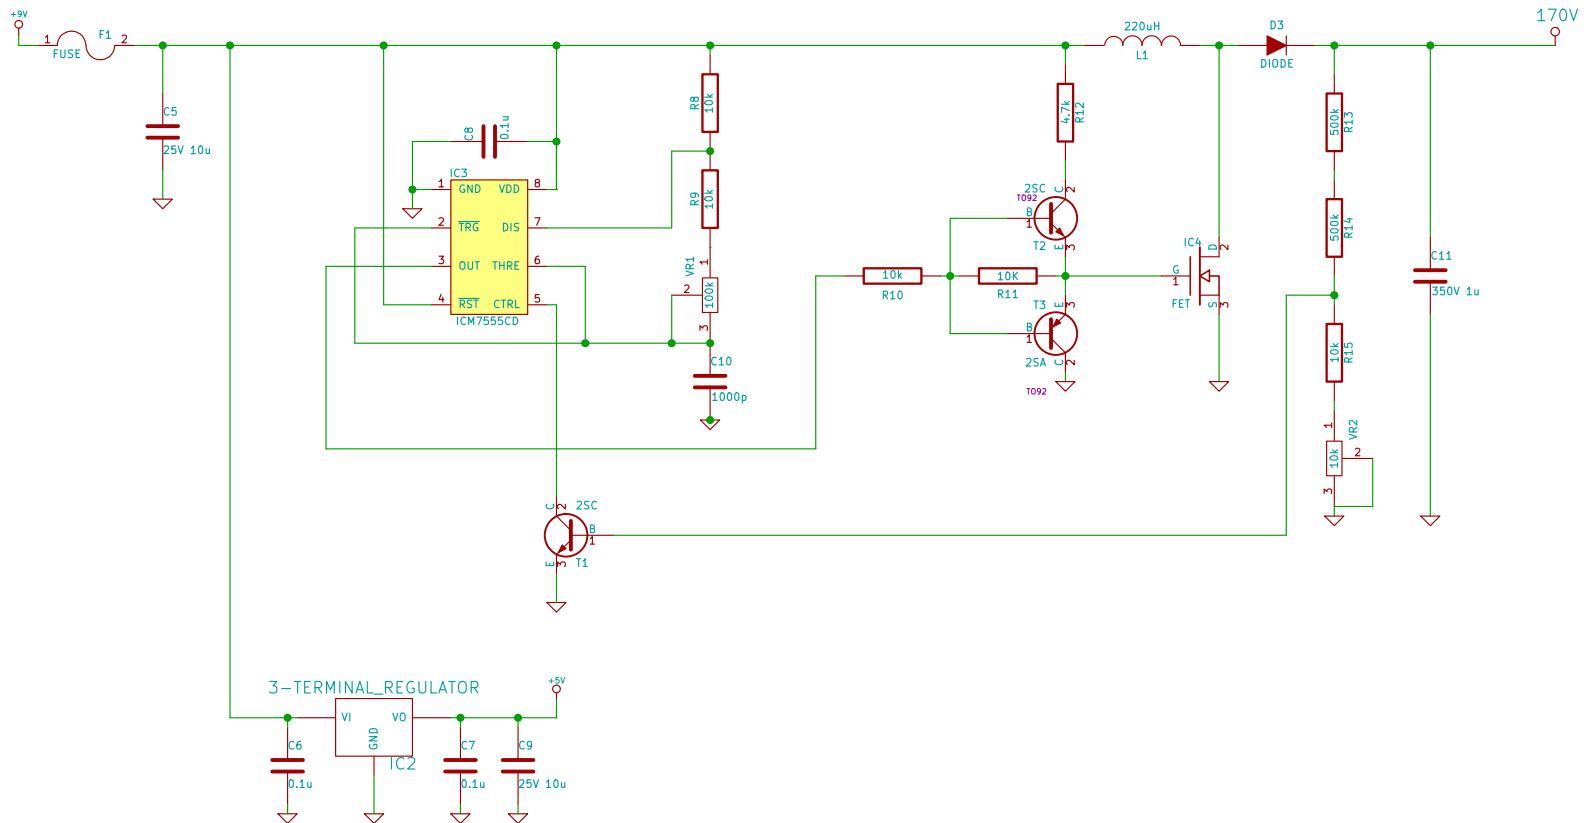 +9V
1
FUSE
F1
2
C5
25V 10u
C8
0.1u
IC3
1 GND
VDD 8
2 TRG
DIS 7
3 OUT
THRE 6
4 RST
CTRL 5
ICM7555CD
R8
10k
R9
10k
VR1
1
2
100k
3
C10
1000p
10k
R10
10K
R11
4.7k
R12
2SC
TO92
C
2
B
1
T2
E
3
T3
E
3
B
1
2SA
C
2
TO92
220uH
L1
IC4
D
2
G
1
S
3
FET
D3
DIODE
170V
500k
R13
500k
R14
10k
R15
1
VR2
10k
2
3
C11
350V 1u
C
2
2SC
B
1
E
3
T1
3-TERMINAL_REGULATOR
VI
VO
GND
IC2
+5V
C6
0.1u
C7
0.1u
C9
25V 10u